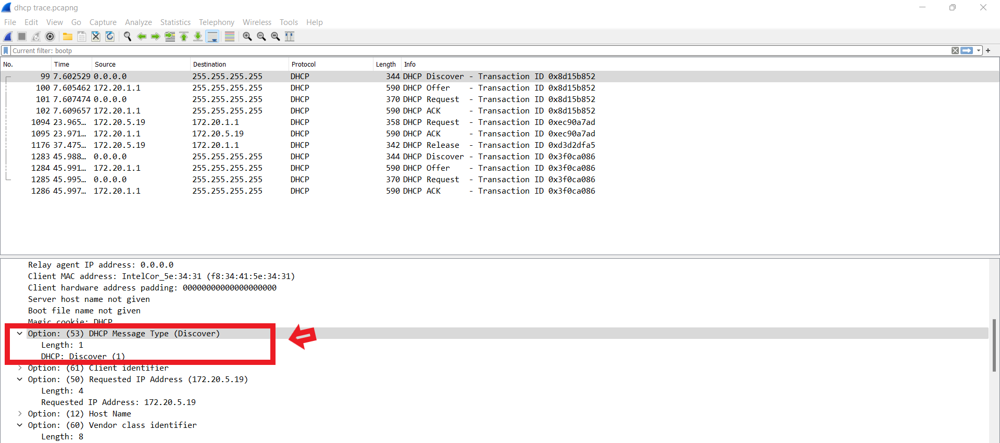 dhcp trace.pcapng
File Edit View Go Capture Analyze Statistics Telephony Wireless Tools Help
Current filter: bootp
No. Time Source Destination Protocol Length Info
99 7.602529 0.0.0.0 255.255.255.255 DHCP 344 DHCP Discover - Transaction ID 0x8d15b852
100 7.605462 172.20.1.1 255.255.255.255 DHCP 590 DHCP Offer - Transaction ID 0x8d15b852
101 7.607474 0.0.0.0 255.255.255.255 DHCP 370 DHCP Request - Transaction ID 0x8d15b852
102 7.609657 172.20.1.1 255.255.255.255 DHCP 590 DHCP ACK - Transaction ID 0x8d15b852
1094 23.965… 172.20.5.19 172.20.1.1 DHCP 358 DHCP Request - Transaction ID 0xec90a7ad
1095 23.971… 172.20.1.1 172.20.5.19 DHCP 590 DHCP ACK - Transaction ID 0xec90a7ad
1176 37.475… 172.20.5.19 172.20.1.1 DHCP 342 DHCP Release - Transaction ID 0xd3d2dfa5
1283 45.988… 0.0.0.0 255.255.255.255 DHCP 344 DHCP Discover - Transaction ID 0x3f0ca086
1284 45.991… 172.20.1.1 255.255.255.255 DHCP 590 DHCP Offer - Transaction ID 0x3f0ca086
1285 45.995… 0.0.0.0 255.255.255.255 DHCP 370 DHCP Request - Transaction ID 0x3f0ca086
1286 45.997… 172.20.1.1 255.255.255.255 DHCP 590 DHCP ACK - Transaction ID 0x3f0ca086
Relay agent IP address: 0.0.0.0
Client MAC address: IntelCor_5e:34:31 (f8:34:41:5e:34:31)
Client hardware address padding: 00000000000000000000
Server host name not given
Boot file name not given
Magic cookie: DHCP
Option: (53) DHCP Message Type (Discover)
Length: 1
DHCP: Discover (1)
Option: (61) Client identifier
Option: (50) Requested IP Address (172.20.5.19)
Length: 4
Requested IP Address: 172.20.5.19
Option: (12) Host Name
Option: (60) Vendor class identifier
Length: 8